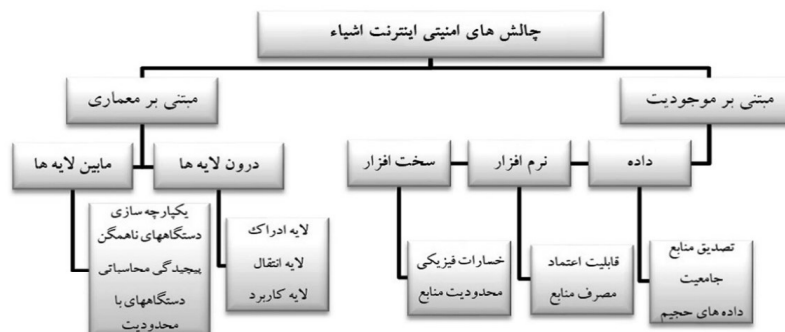 چالش های امنیتی اینترنت اشیاء
مبتنی بر موجودیت
مبتنی بر معماری
داده
نرم افزار
سخت افزار
درون لایه ها
مابین لایه ها
تصدیق منابع
جامعیت
داده های حجیم
قابلیت اعتماد
مصرف منابع
خسارات فیزیکی
محدودیت منابع
لایه ادراک
لایه انتقال
لایه کاربرد
یکپارچه سازی
دستگاههای ناهمگن
پیچیدگی محاسباتی
دستگاههای با
محدودیت